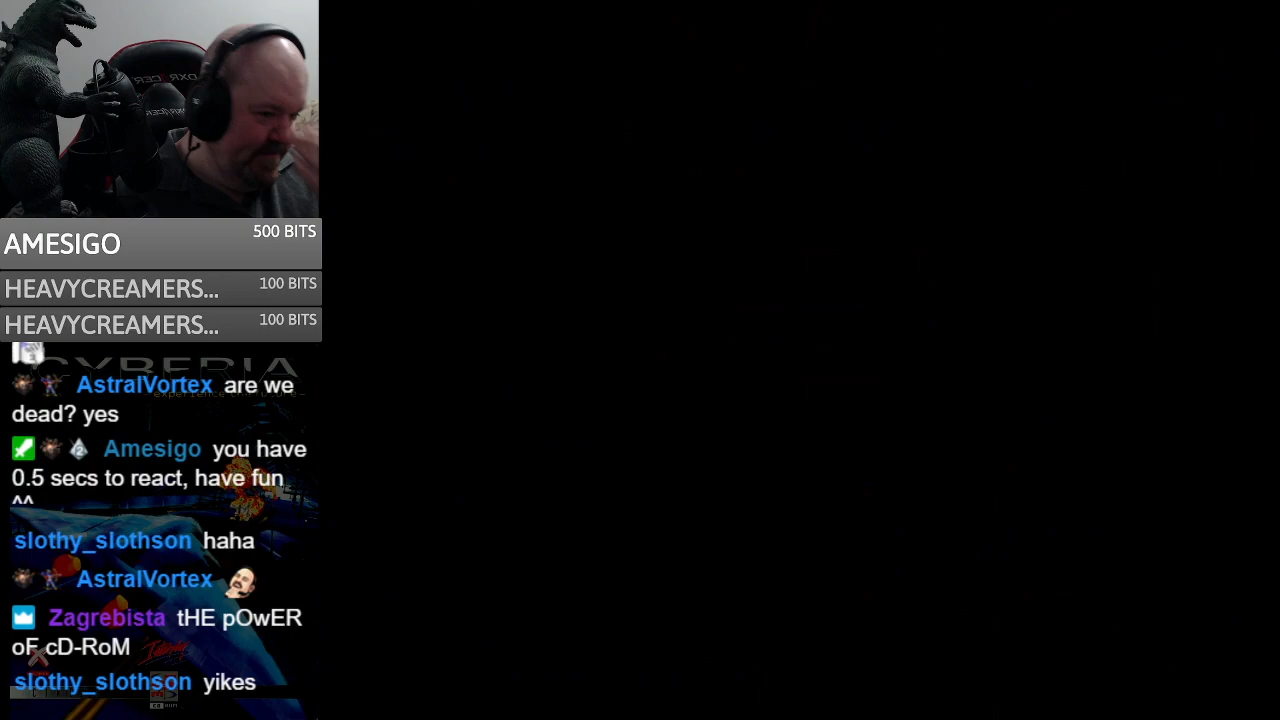 AMESIGO
500 BITS
HEAVYCREAMERS...
100 BITS
HEAVYCREAMERS...
100 BITS
CYBERIA
AstralVortex are we
dead? yes
Amesigo you have
0.5 secs to react, have fun
^^
slothy_slothson haha
AstralVortex
Zagrebista tHE pOwER
oF cD-RoM
slothy_slothson yikes